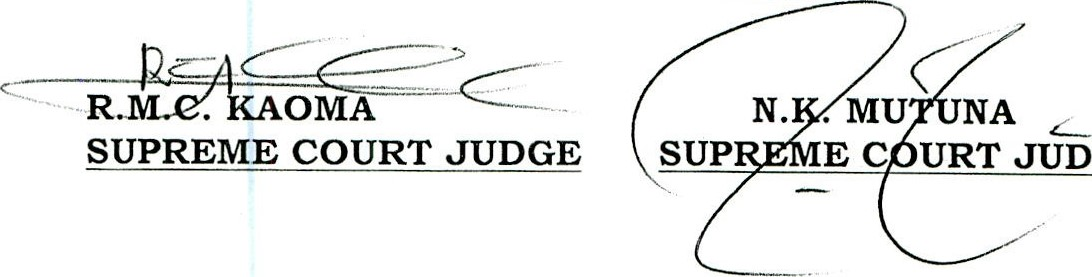 R.M.C. KAOMA
SUPREME COURT JUDGE
N.K. MUTUNA
SUPREME COURT JUD